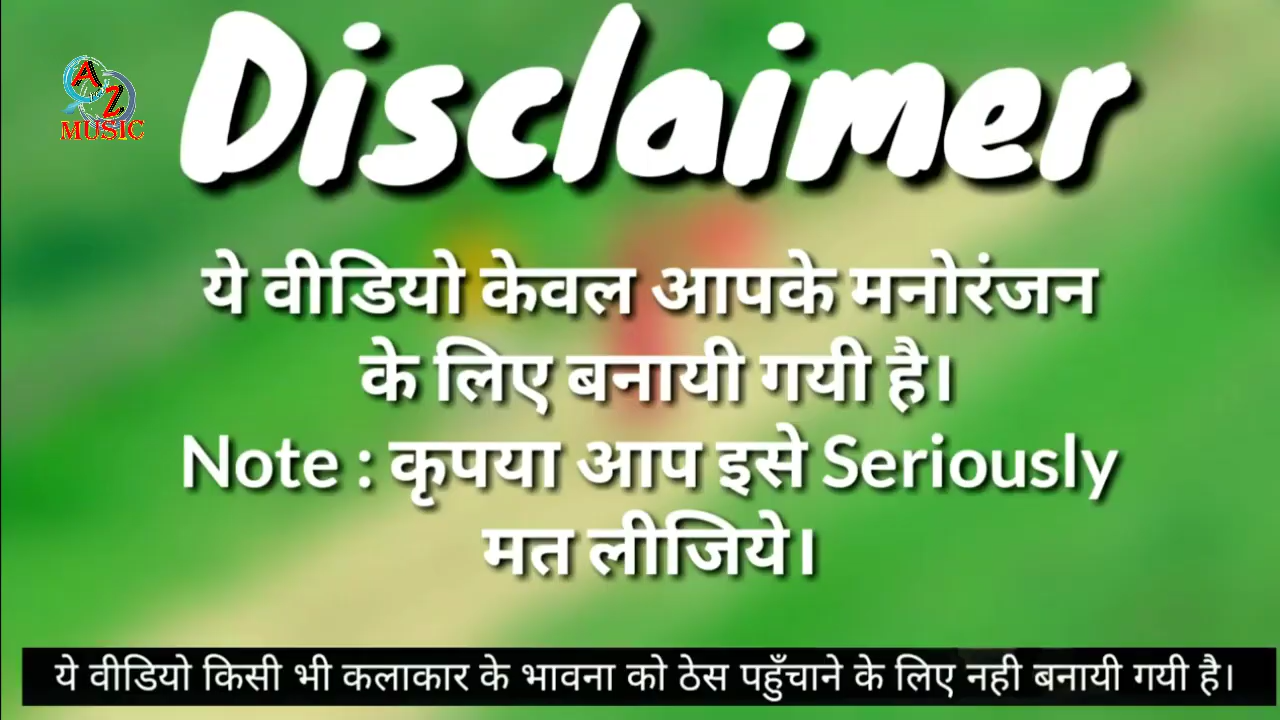 Disclaimer
A Z
MUSIC
ये वीडियो केवल आपके मनोरंजन
के लिए बनायी गयी है।
Note : कृपया आप इसे Seriously
मत लीजिये।
ये वीडियो किसी भी कलाकार के भावना को ठेस पहुँचाने के लिए नही बनायी गयी है।